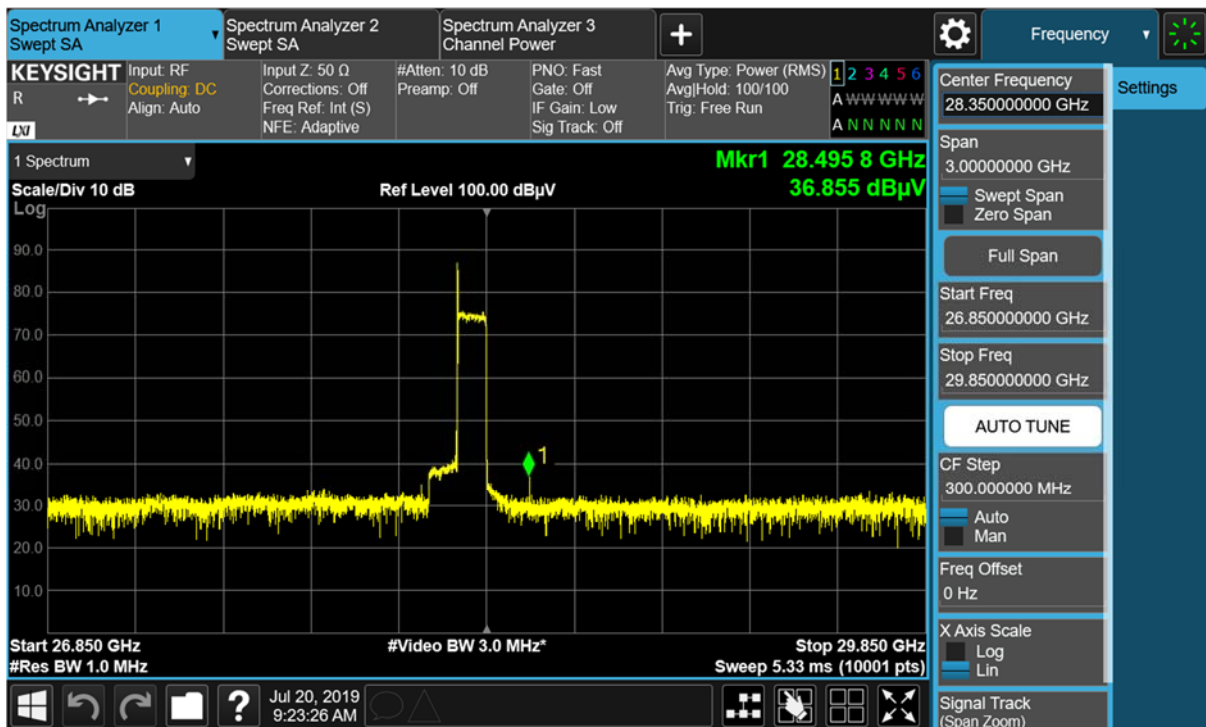 Spectrum Analyzer 1
Swept SA
Spectrum Analyzer 2
Swept SA
Spectrum Analyzer 3
Channel Power
+
Frequency
KEYSIGHT
R
LXI
Input: RF
Coupling: DC
Align: Auto
Input Z: 50 Ω
Corrections: Off
Freq Ref: Int (S)
NFE: Adaptive
#Atten: 10 dB
Preamp: Off
PNO: Fast
Gate: Off
IF Gain: Low
Sig Track: Off
Avg Type: Power (RMS)
Avg|Hold: 100/100
Trig: Free Run
1 2 3 4 5 6
A W W W W W
A N N N N N
1 Spectrum
Scale/Div 10 dB
Log
Ref Level 100.00 dBµV
Mkr1 28.495 8 GHz
36.855 dBµV
90.0
80.0
70.0
60.0
50.0
40.0
30.0
20.0
10.0
1
Start 26.850 GHz
#Res BW 1.0 MHz
#Video BW 3.0 MHz*
Stop 29.850 GHz
Sweep 5.33 ms (10001 pts)
Center Frequency
28.350000000 GHz
Span
3.00000000 GHz
Swept Span
Zero Span
Full Span
Start Freq
26.850000000 GHz
Stop Freq
29.850000000 GHz
AUTO TUNE
CF Step
300.000000 MHz
Auto
Man
Freq Offset
0 Hz
X Axis Scale
Log
Lin
Signal Track
(Span Zoom)
Settings
?
Jul 20, 2019
9:23:26 AM